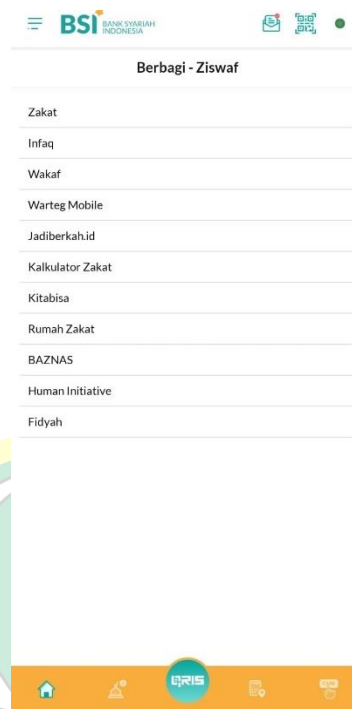 BSI BANK SYARIAH
INDONESIA
Berbagi - Ziswaf
Zakat
Infaq
Wakaf
Warteg Mobile
Jadiberkah.id
Kalkulator Zakat
Kitabisa
Rumah Zakat
BAZNAS
Human Initiative
Fidyah
QRIS